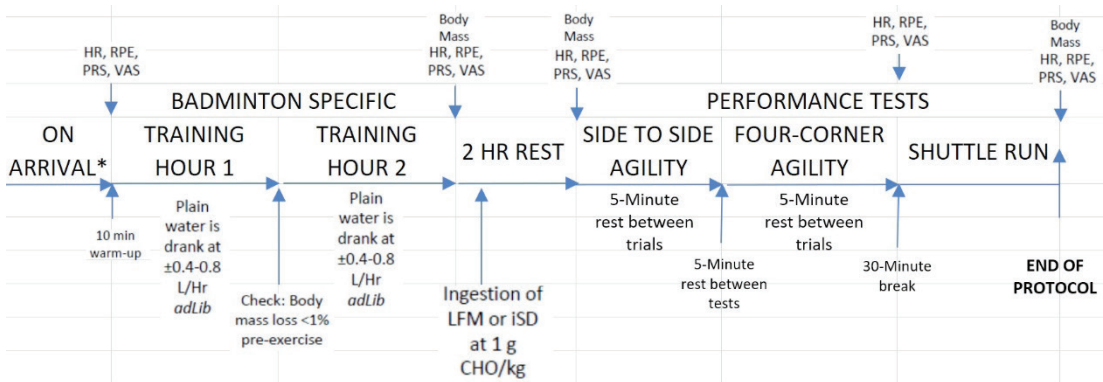 HR, RPE,
PRS, VAS
Body
Mass
HR, RPE,
PRS, VAS
Body
Mass
HR, RPE,
PRS, VAS
HR, RPE,
PRS, VAS
Body
Mass
HR, RPE,
PRS, VAS
BADMINTON SPECIFIC
PERFORMANCE TESTS
ON
ARRIVAL*
TRAINING
HOUR 1
TRAINING
HOUR 2
2 HR REST
SIDE TO SIDE
AGILITY
FOUR-CORNER
AGILITY
SHUTTLE RUN
10 min
warm-up
Plain
water is
drank at
±0.4-0.8
L/Hr
adLib
Check: Body
mass loss <1%
pre-exercise
Plain
water is
drank at
±0.4-0.8
L/Hr
adLib
Ingestion of
LFM or iSD
at 1 g
CHO/kg
5-Minute
rest between
trials
5-Minute
rest between
tests
5-Minute
rest between
trials
30-Minute
break
END OF
PROTOCOL